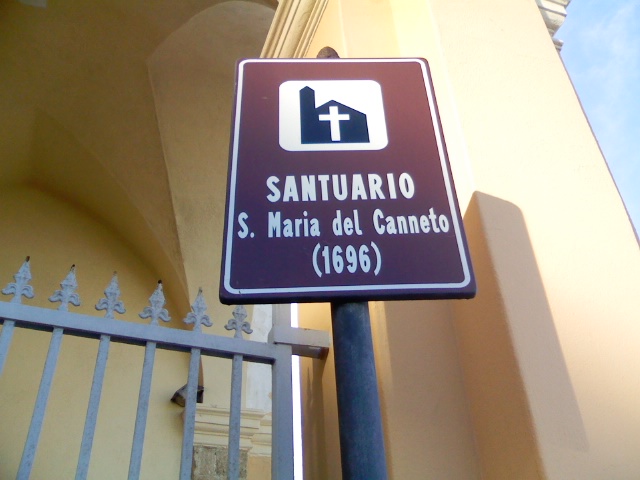 SANTUARIO
S. Maria del Canneto
(1696)